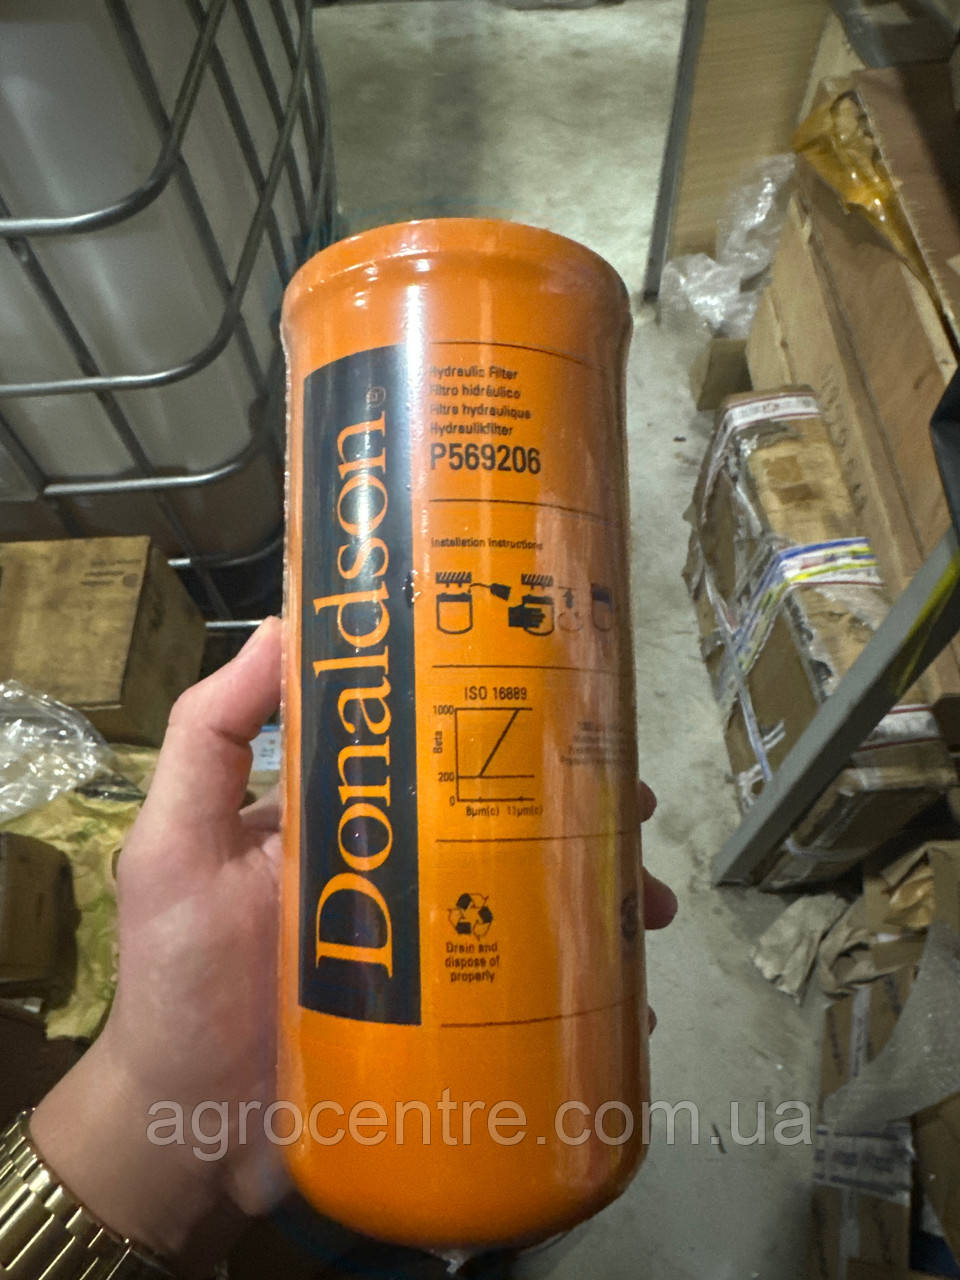 Donaldson®
Hydraulic Filter
Filtro hidráulico
Filtre hydraulique
Hydraulikfilter
P569206
Installation Instructions
ISO 16889
1000
Beta
200
0
8µm(c) 11µm(c)
Drain and
dispose of
properly
agrocentre.com.ua